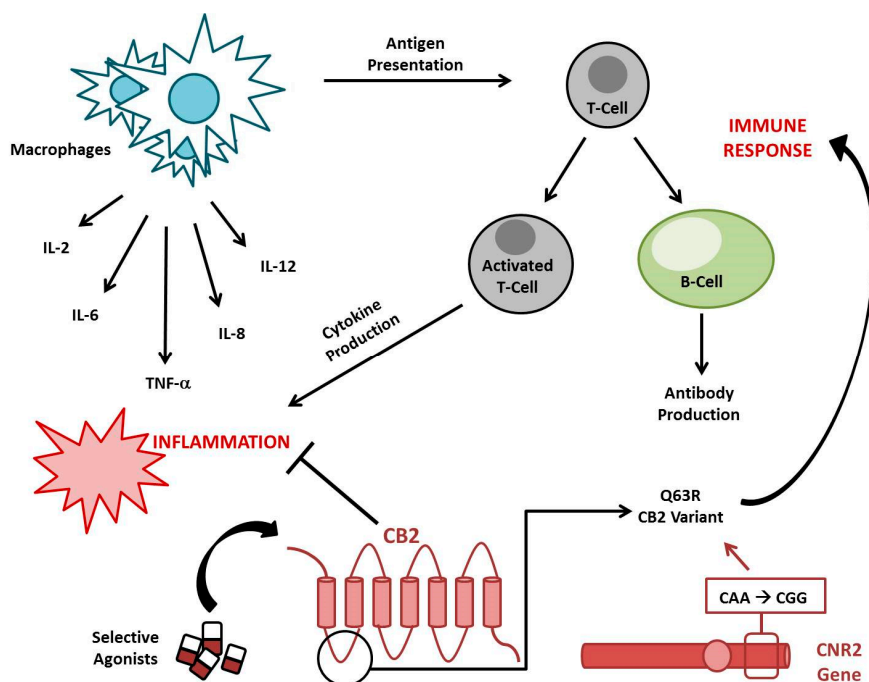 Antigen
Presentation
T-Cell
IMMUNE
RESPONSE
Macrophages
IL-2
IL-12
Activated
T-Cell
B-Cell
IL-6
IL-8
Cytokine
Production
TNF-α
Antibody
Production
INFLAMMATION
Q63R
CB2 Variant
CB2
CAA → CGG
Selective
Agonists
CNR2
Gene